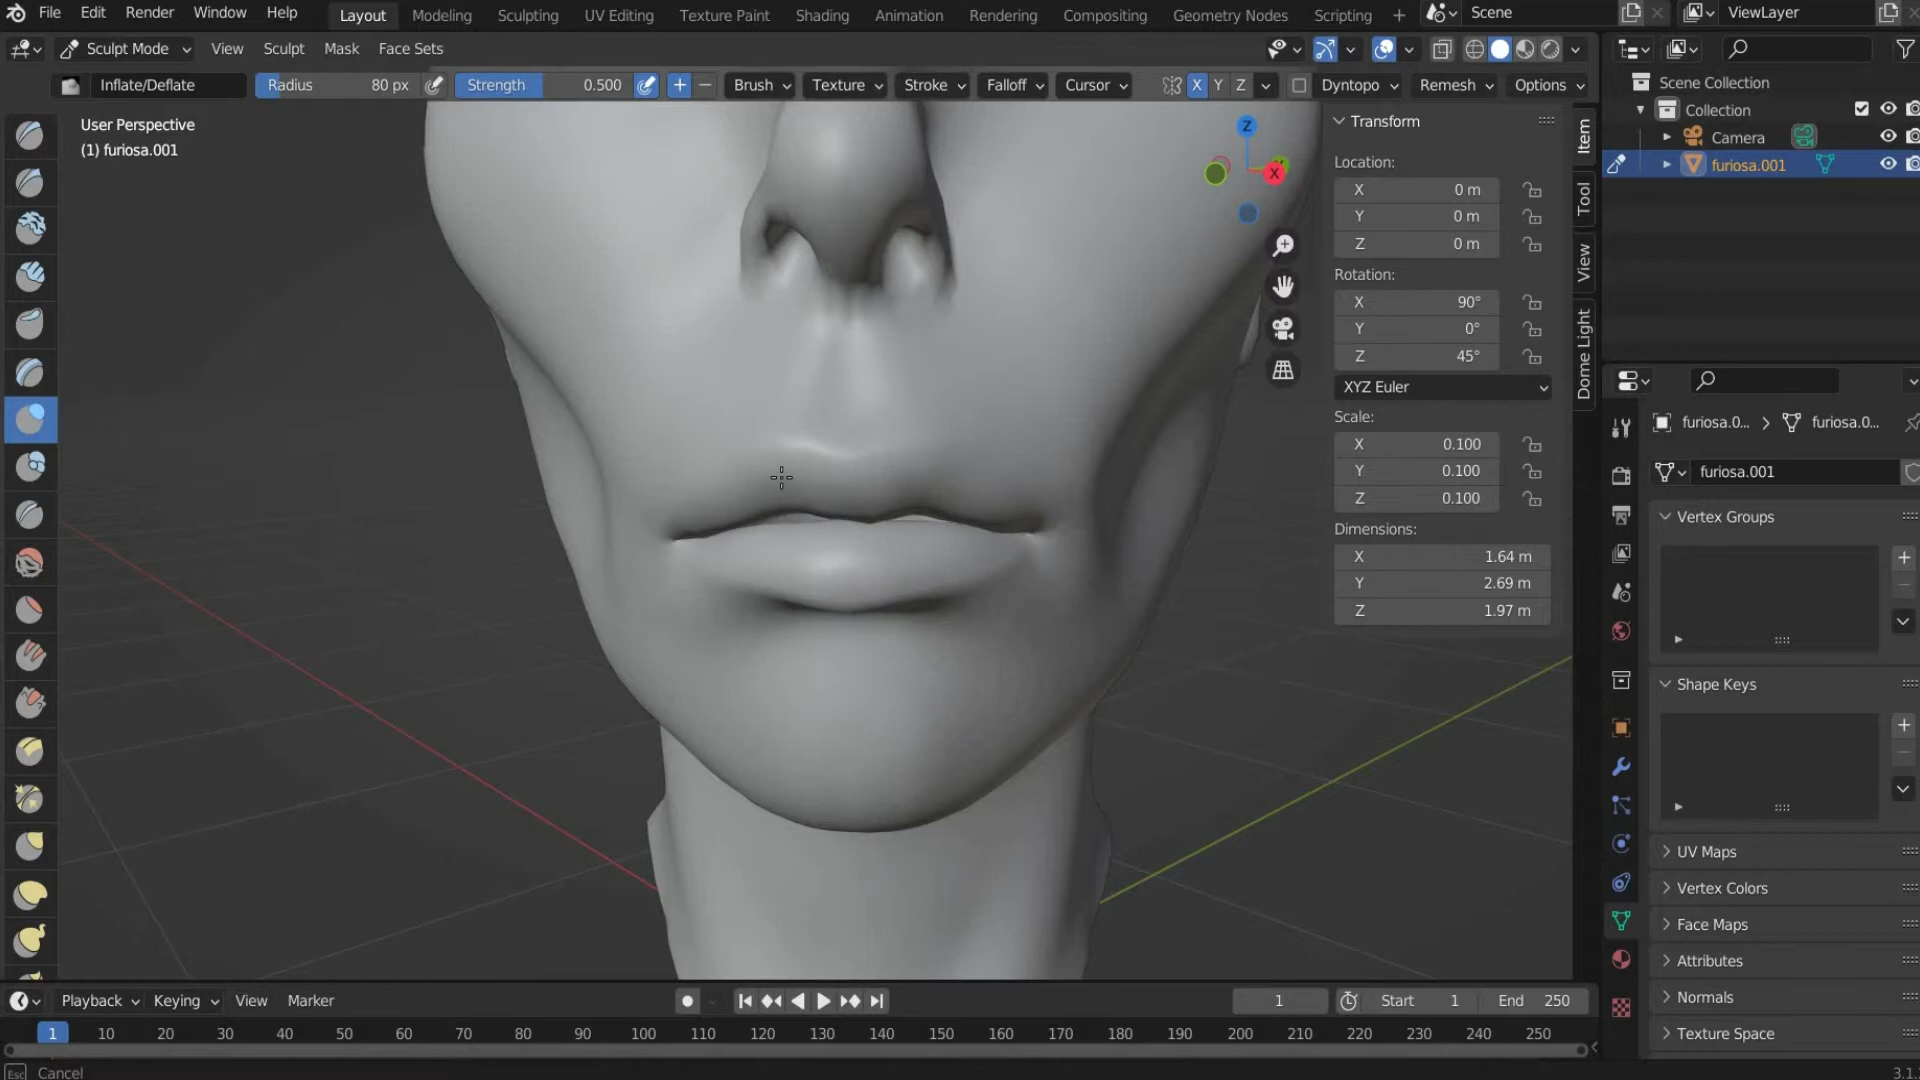 File Edit Render Window Help Layout Modeling Sculpting UV Editing Texture Paint Shading Animation Rendering Compositing Geometry Nodes Scripting + Scene ViewLayer
Sculpt Mode View Sculpt Mask Face Sets
Inflate/Deflate Radius 80 px Strength 0.500 + − Brush Texture Stroke Falloff Cursor X Y Z Dyntopo Remesh Options
User Perspective
(1) furiosa.001
Z
X
Transform
Location:
X 0 m
Y 0 m
Z 0 m
Rotation:
X 90°
Y 0°
Z 45°
XYZ Euler
Scale:
X 0.100
Y 0.100
Z 0.100
Dimensions:
X 1.64 m
Y 2.69 m
Z 1.97 m
Item
Tool
View
Dome Light
Scene Collection
Collection
Camera
furiosa.001
furiosa.0... furiosa.0...
furiosa.001
Vertex Groups
Shape Keys
UV Maps
Vertex Colors
Face Maps
Attributes
Normals
Texture Space
Playback Keying View Marker 1 Start 1 End 250
1 10 20 30 40 50 60 70 80 90 100 110 120 130 140 150 160 170 180 190 200 210 220 230 240 250
Esc Cancel